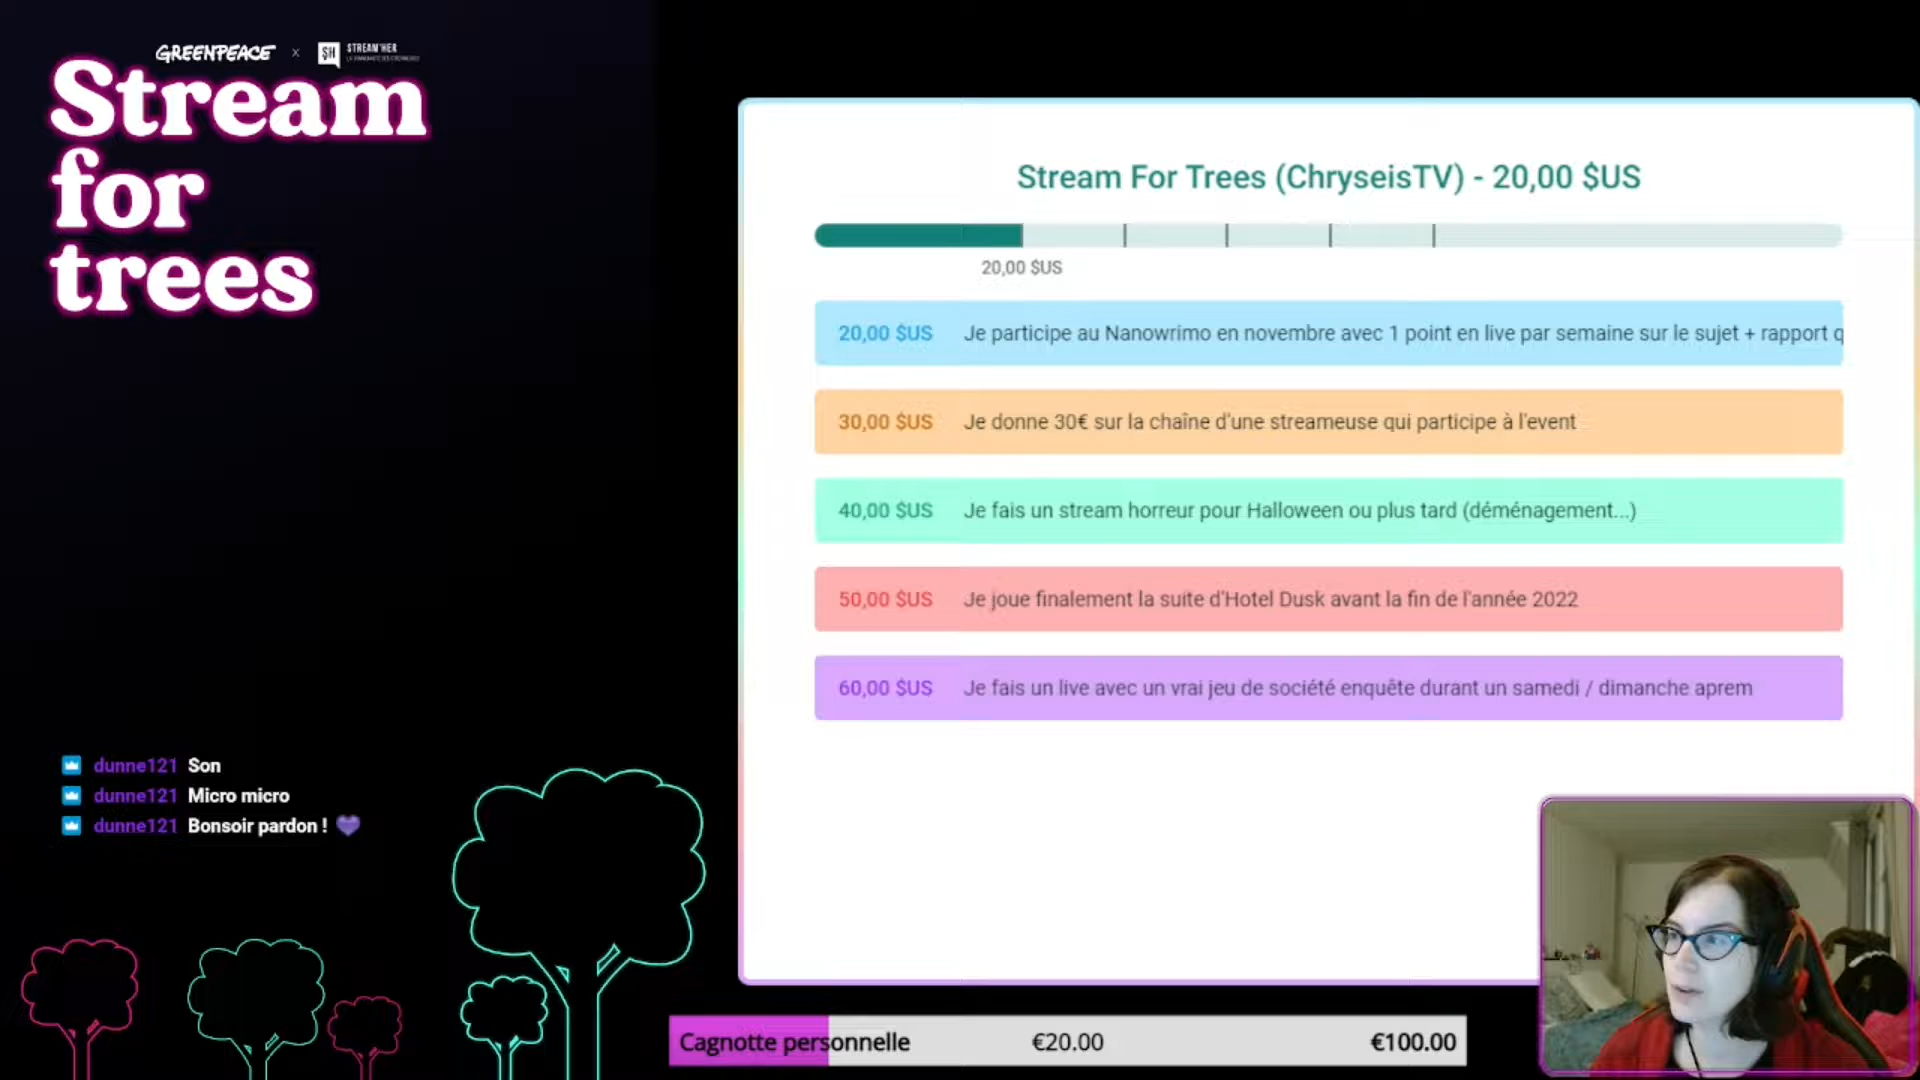 GREENPEACE x SH STREAM'HER
Stream
for
trees
Stream For Trees (ChryseisTV) - 20,00 $US
20,00 $US
20,00 $US Je participe au Nanowrimo en novembre avec 1 point en live par semaine sur le sujet + rapport q
30,00 $US Je donne 30€ sur la chaîne d'une streameuse qui participe à l'event
40,00 $US Je fais un stream horreur pour Halloween ou plus tard (déménagement...)
50,00 $US Je joue finalement la suite d'Hotel Dusk avant la fin de l'année 2022
60,00 $US Je fais un live avec un vrai jeu de société enquête durant un samedi / dimanche aprem
dunne121 Son
dunne121 Micro micro
dunne121 Bonsoir pardon ! 💜
Cagnotte personnelle €20.00 €100.00